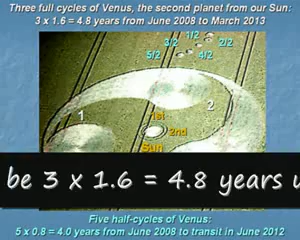 Three full cycles of Venus, the second planet from our Sun:
3 x 1.6 = 4.8 years from June 2008 to March 2013
1/2
3/2 2/2
5/2 4/2
1 2
1st
2nd
Sun
be 3 x 1.6 = 4.8 years
Five half-cycles of Venus:
5 x 0.8 = 4.0 years from June 2008 to transit in June 2012